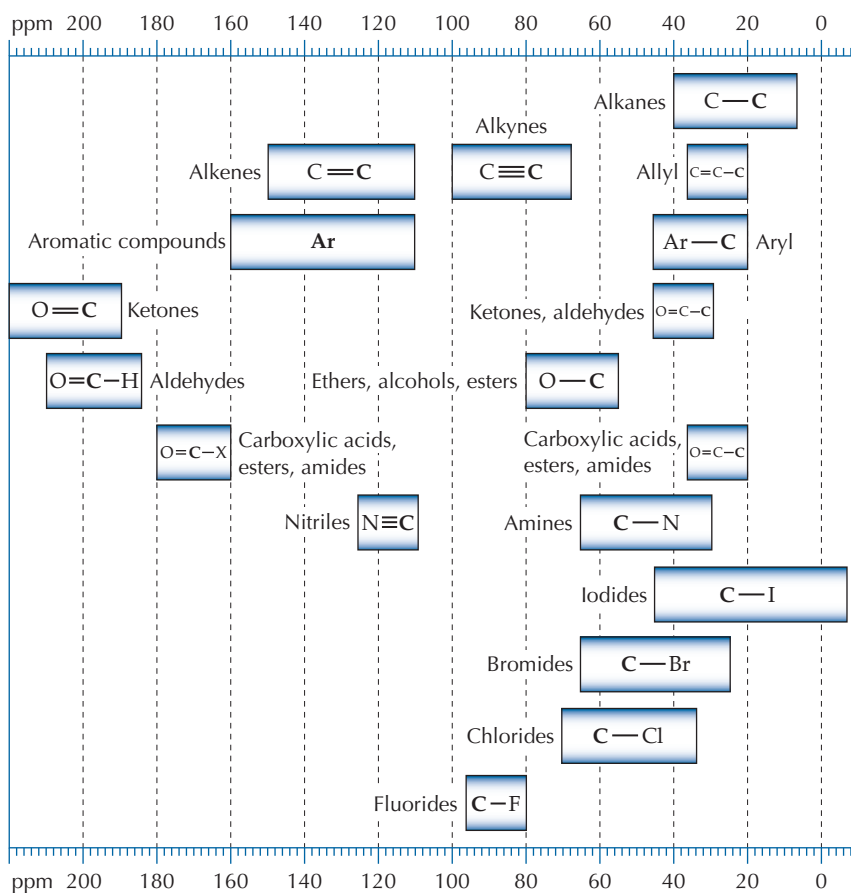 ppm 200 180 160 140 120 100 80 60 40 20 0
Alkanes C—C
Alkynes
Alkenes C=C C≡C Allyl C=C–C
Aromatic compounds Ar Ar—C Aryl
O=C Ketones Ketones, aldehydes O=C–C
O=C–H Aldehydes Ethers, alcohols, esters O—C
O=C–X Carboxylic acids,
esters, amides
Carboxylic acids,
esters, amides O=C–C
Nitriles N≡C Amines C—N
Iodides C—I
Bromides C—Br
Chlorides C—Cl
Fluorides C–F
ppm 200 180 160 140 120 100 80 60 40 20 0